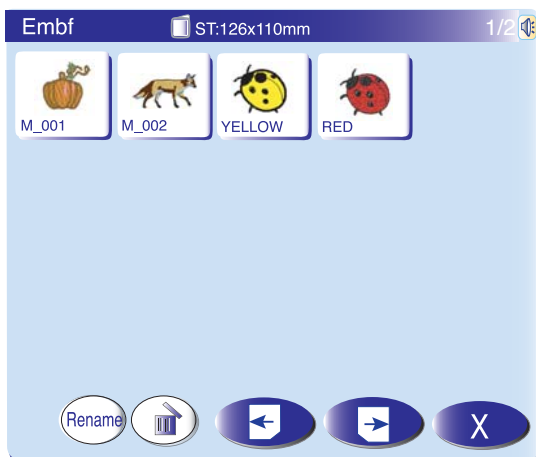 Embf ST:126x110mm 1/2
M_001 M_002 YELLOW RED
Rename X